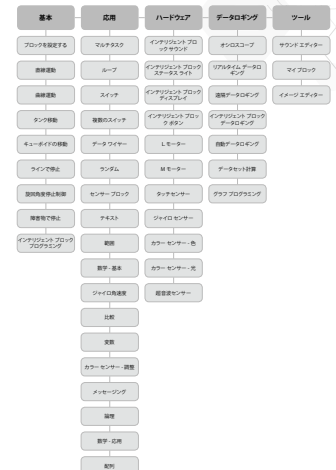 基本
ブロックを設定する
直線運動
曲線運動
タンク移動
キューボイドの移動
ラインで停止
旋回角度停止制御
障害物で停止
インテリジェント ブロック
プログラミング
応用
マルチタスク
ループ
スイッチ
複数のスイッチ
データ ワイヤー
ランダム
センサー ブロック
テキスト
範囲
数学 - 基本
ジャイロ角速度
比較
変数
カラー センサー - 調整
メッセージング
論理
数学 - 応用
配列
ハードウェア
インテリジェント ブロ
ック サウンド
インテリジェント ブロック
ステータス ライト
インテリジェント ブロック
ディスプレイ
インテリジェント ブロッ
ク ボタン
L モーター
M モーター
タッチセンサー
ジャイロ センサー
カラー センサー - 色
カラー センサー - 光
超音波センサー
データロギング
オシロスコープ
リアルタイム データロ
ギング
遠隔データロギング
インテリジェント ブロック
データロギング
自動データロギング
データセット計算
グラフ プログラミング
ツール
サウンド エディター
マイ ブロック
イメージ エディター